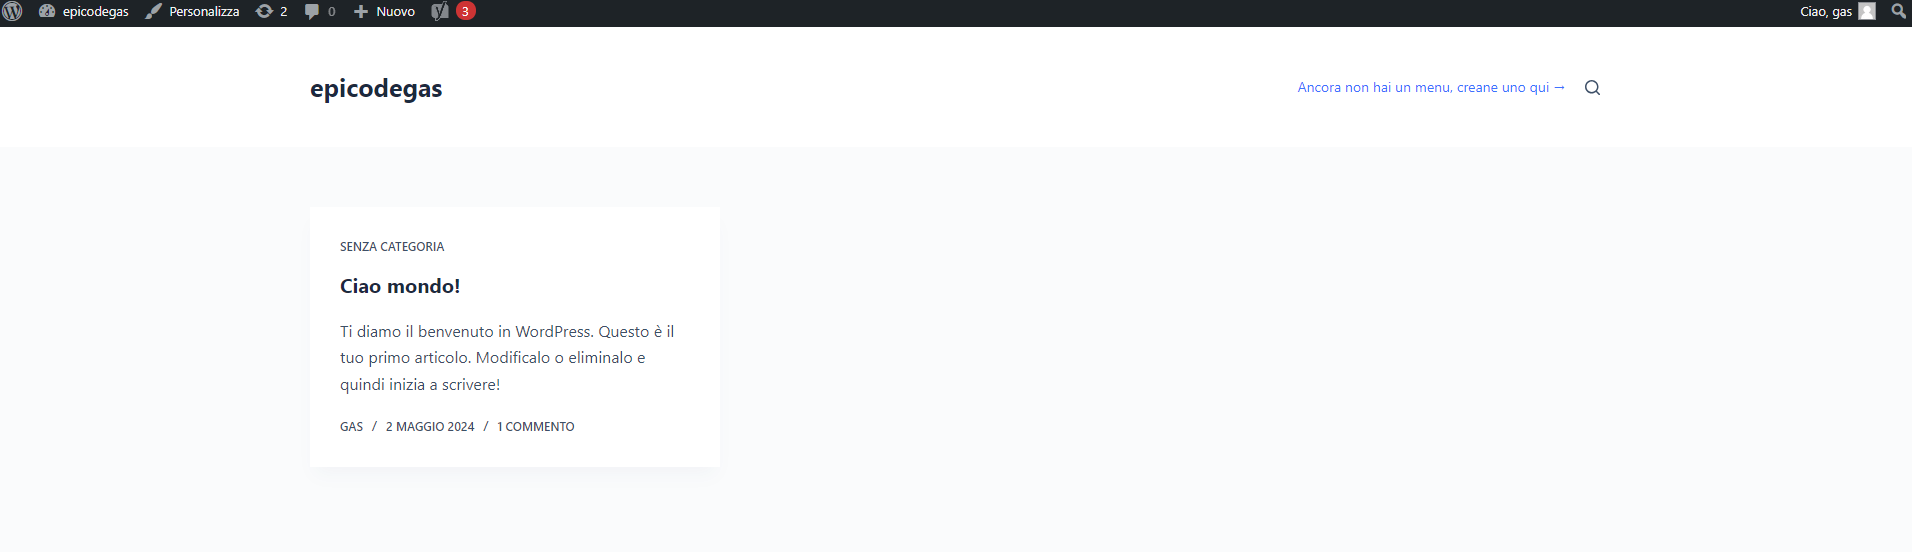 epicodegas Personalizza 2 0 Nuovo 3 Ciao, gas
epicodegas
Ancora non hai un menu, creane uno qui →
SENZA CATEGORIA
Ciao mondo!
Ti diamo il benvenuto in WordPress. Questo è il
tuo primo articolo. Modificalo o eliminalo e
quindi inizia a scrivere!
GAS / 2 MAGGIO 2024 / 1 COMMENTO